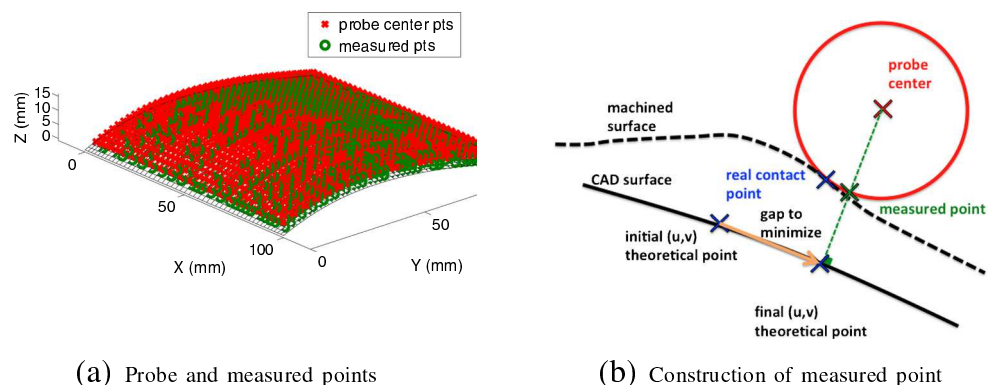 probe center pts
measured pts
Z (mm)
15
10
5
0
0
50
100
X (mm)
0
50
Y (mm)
probe
center
machined
surface
real contact
point
CAD surface
measured point
gap to
minimize
initial (u,v)
theoretical point
final (u,v)
theoretical point
(a) Probe and measured points
(b) Construction of measured point